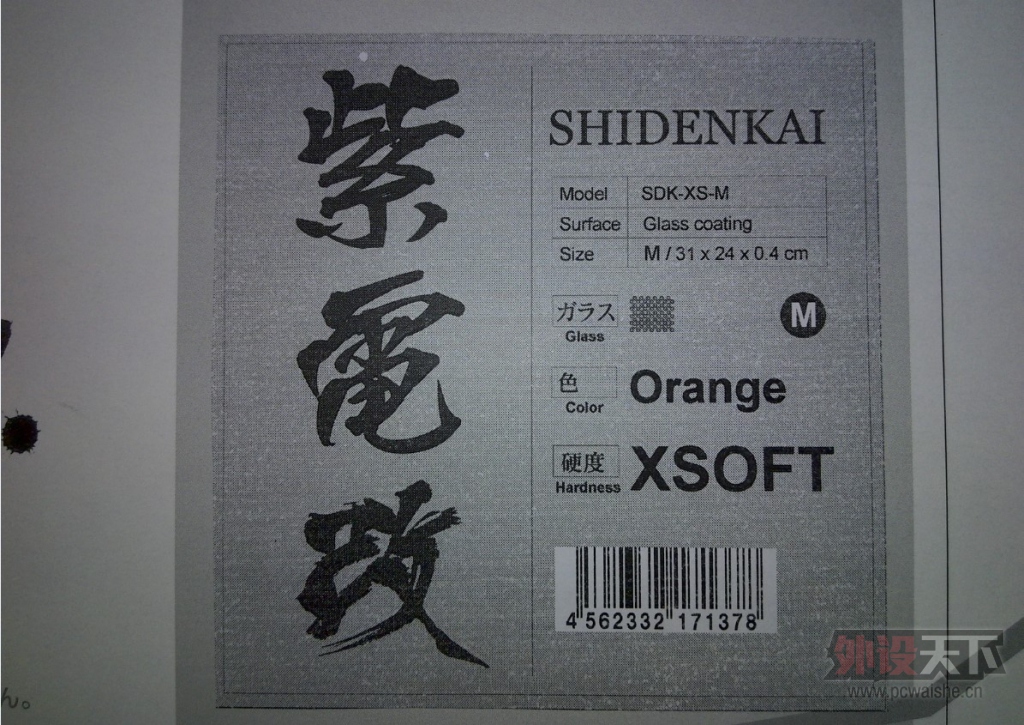 紫電改
SHIDENKAI
Model SDK-XS-M
Surface Glass coating
Size M / 31 x 24 x 0.4 cm
ガラス
Glass
M
色
Color
Orange
硬度
Hardness
XSOFT
4 562332 171378
ん。
外设天下
www.pcwaishe.cn